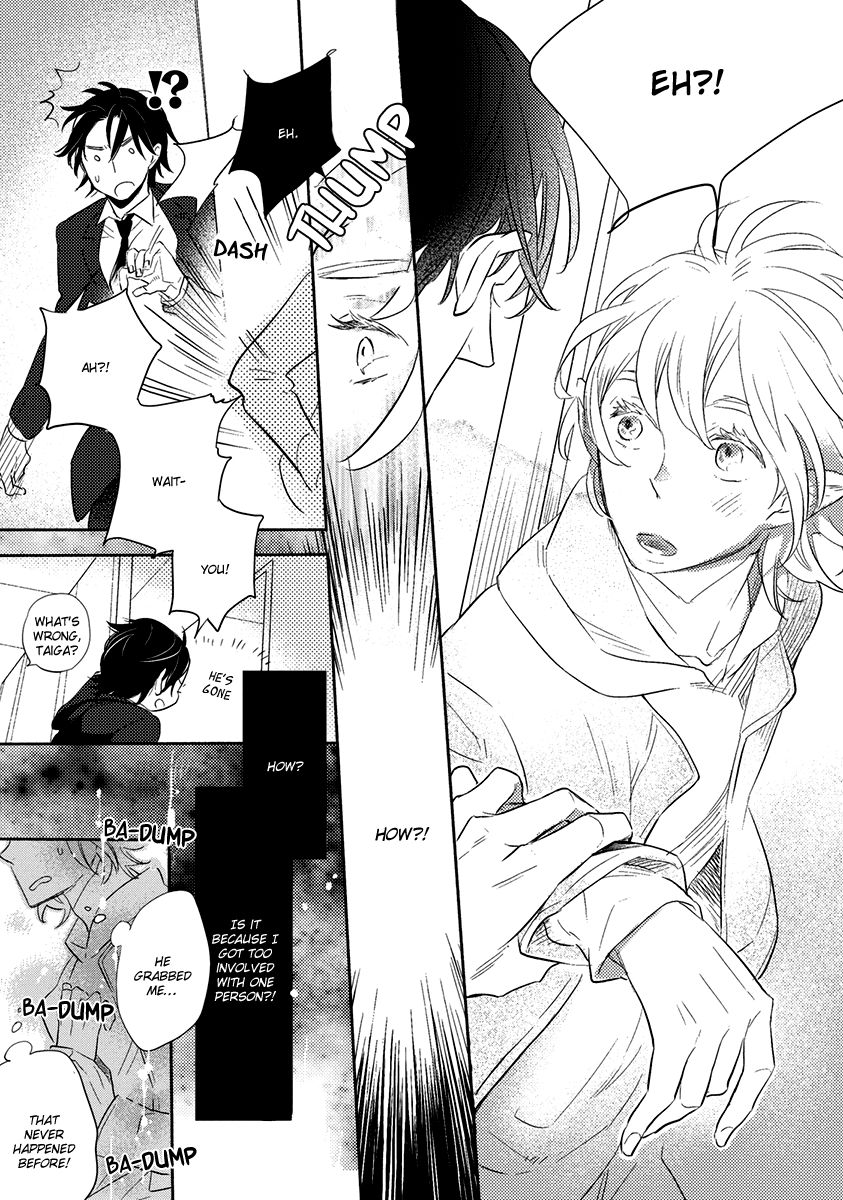 EH?!
HOW?!
THUMP
EH.
!?
DASH
AH?!
WAIT-
YOU!
HE'S
GONE
WHAT'S
WRONG,
TAIGA?
HOW?
IS IT
BECAUSE I
GOT TOO
INVOLVED
WITH ONE
PERSON?!
BA-DUMP
HE
GRABBED
ME...
BA-DUMP
THAT
NEVER
HAPPENED
BEFORE!
BA-DUMP